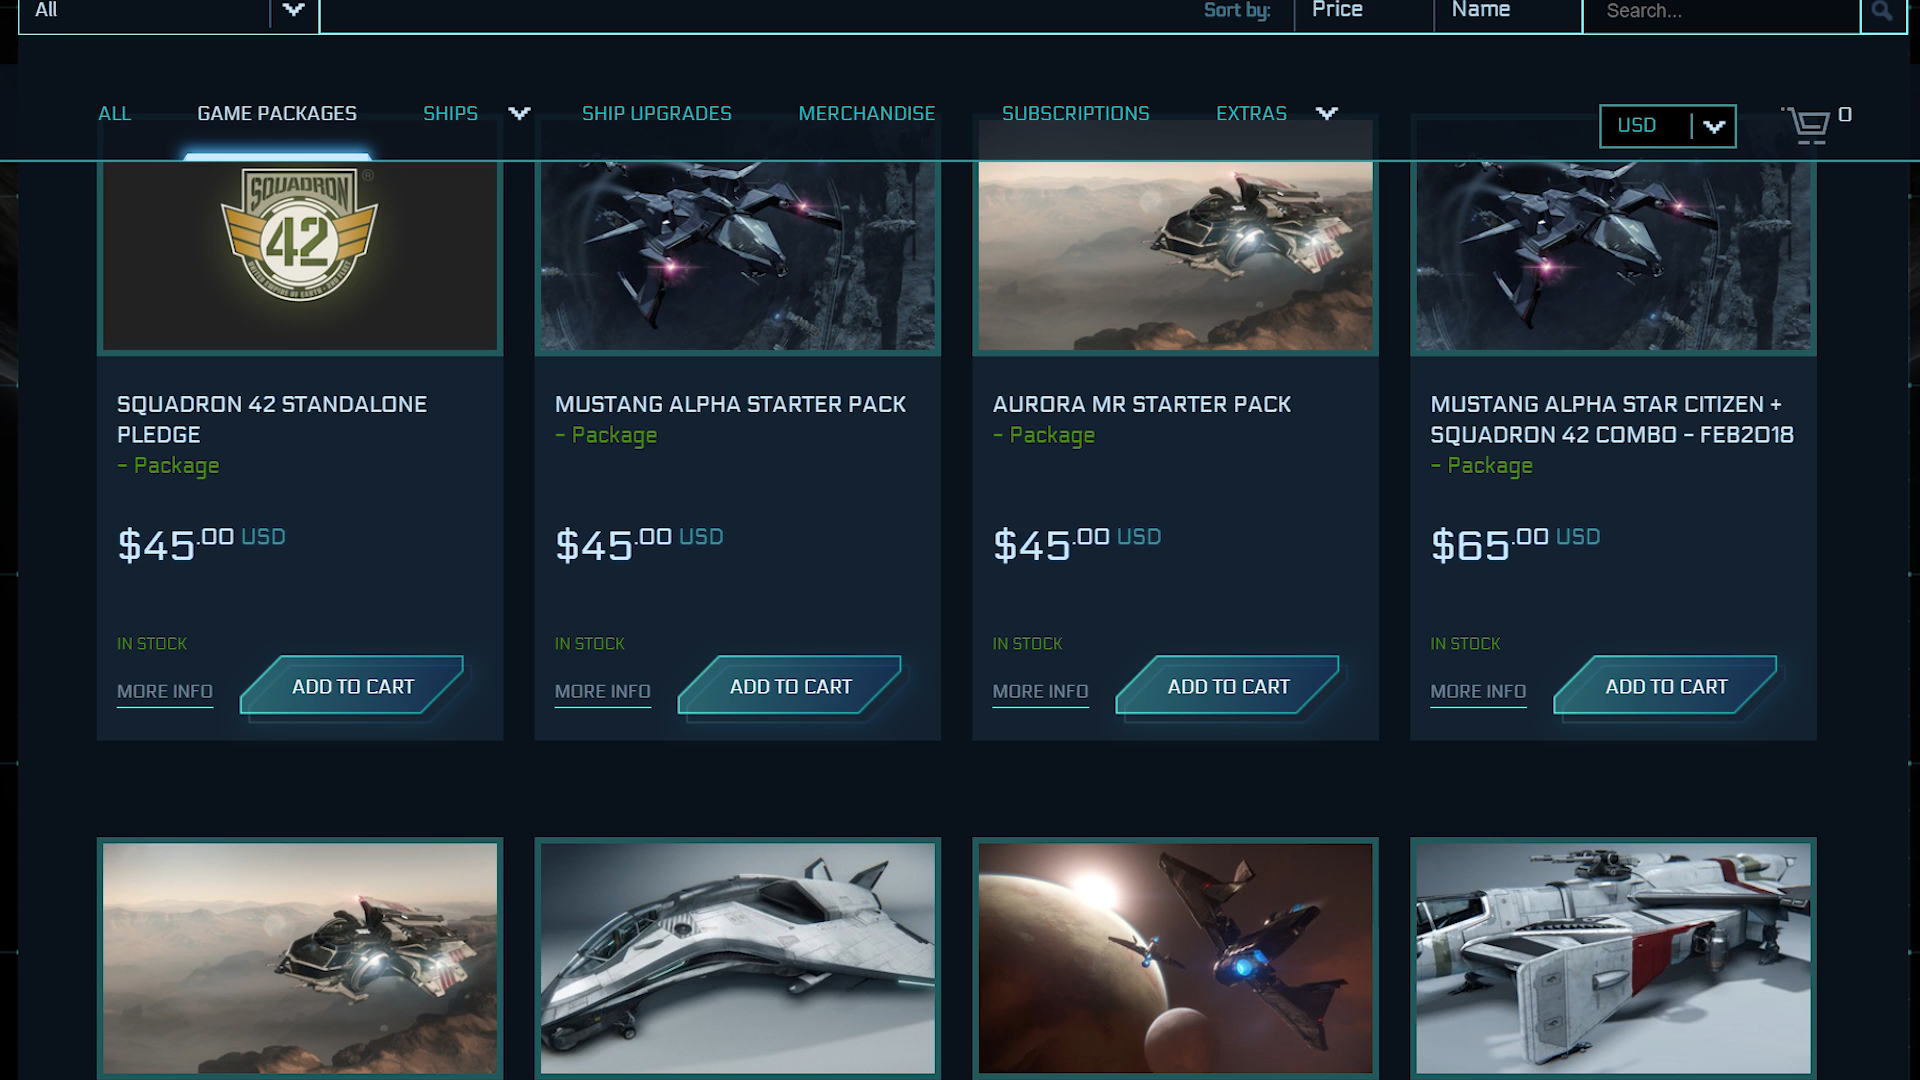 All
Sort by:
Price
Name
Search...
ALL
GAME PACKAGES
SHIPS
SHIP UPGRADES
MERCHANDISE
SUBSCRIPTIONS
EXTRAS
USD
0
SQUADRON
42
®
SQUADRON 42 STANDALONE
PLEDGE
- Package
$45.00 USD
IN STOCK
MORE INFO
ADD TO CART
MUSTANG ALPHA STARTER PACK
- Package
$45.00 USD
IN STOCK
MORE INFO
ADD TO CART
AURORA MR STARTER PACK
- Package
$45.00 USD
IN STOCK
MORE INFO
ADD TO CART
MUSTANG ALPHA STAR CITIZEN +
SQUADRON 42 COMBO - FEB2018
- Package
$65.00 USD
IN STOCK
MORE INFO
ADD TO CART